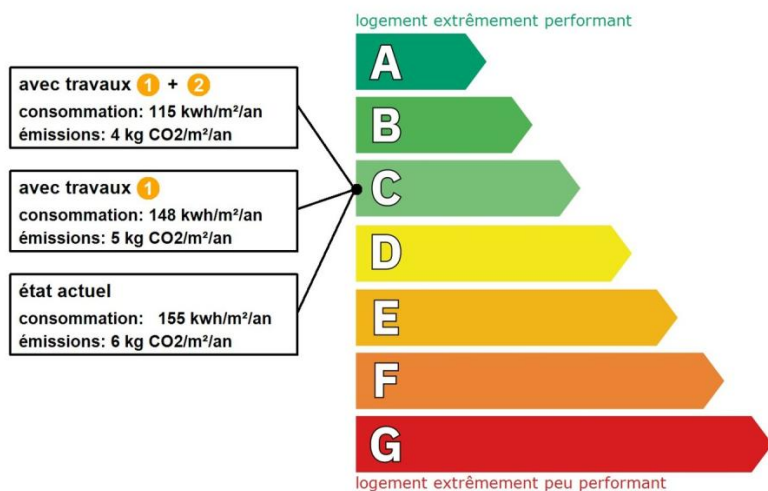 logement extrêmement performant
avec travaux 1 + 2
consommation: 115 kwh/m²/an
émissions: 4 kg CO2/m²/an
avec travaux 1
consommation: 148 kwh/m²/an
émissions: 5 kg CO2/m²/an
état actuel
consommation: 155 kwh/m²/an
émissions: 6 kg CO2/m²/an
A
B
C
D
E
F
G
logement extrêmement peu performant